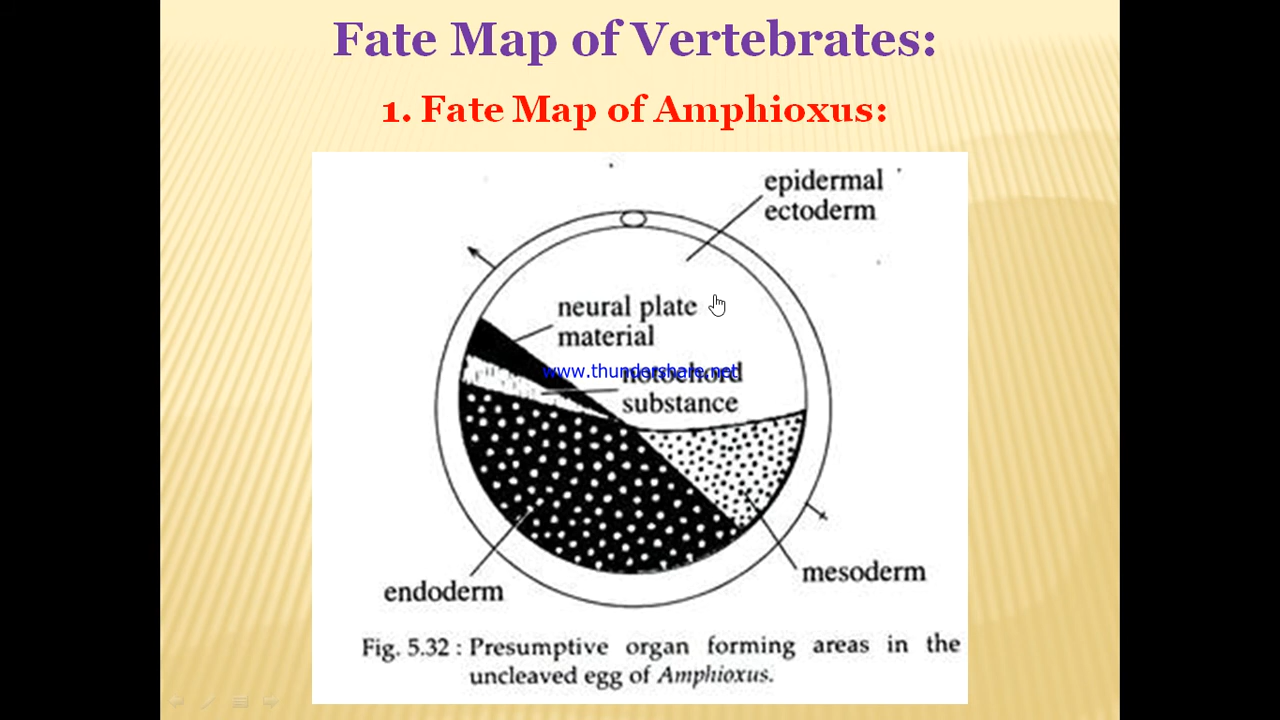 Fate Map of Vertebrates:
1. Fate Map of Amphioxus:
epidermal
ectoderm
neural plate
material
www.thundershare.net
notochord
substance
endoderm
mesoderm
Fig. 5.32 : Presumptive organ forming areas in the
uncleaved egg of Amphioxus.